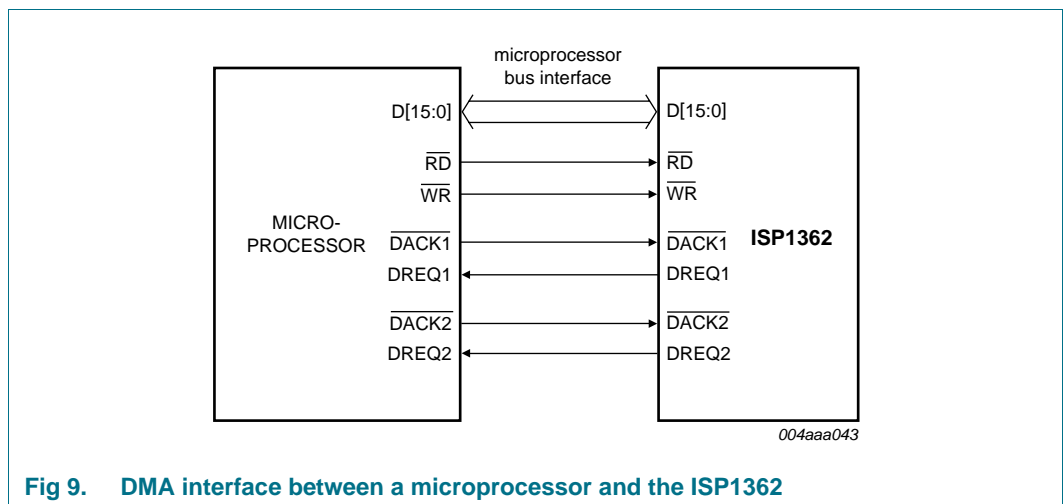 microprocessor
bus interface
D[15:0] D[15:0]
RD RD
WR WR
MICRO-
PROCESSOR
ISP1362
DACK1 DACK1
DREQ1 DREQ1
DACK2 DACK2
DREQ2 DREQ2
004aaa043
Fig 9. DMA interface between a microprocessor and the ISP1362